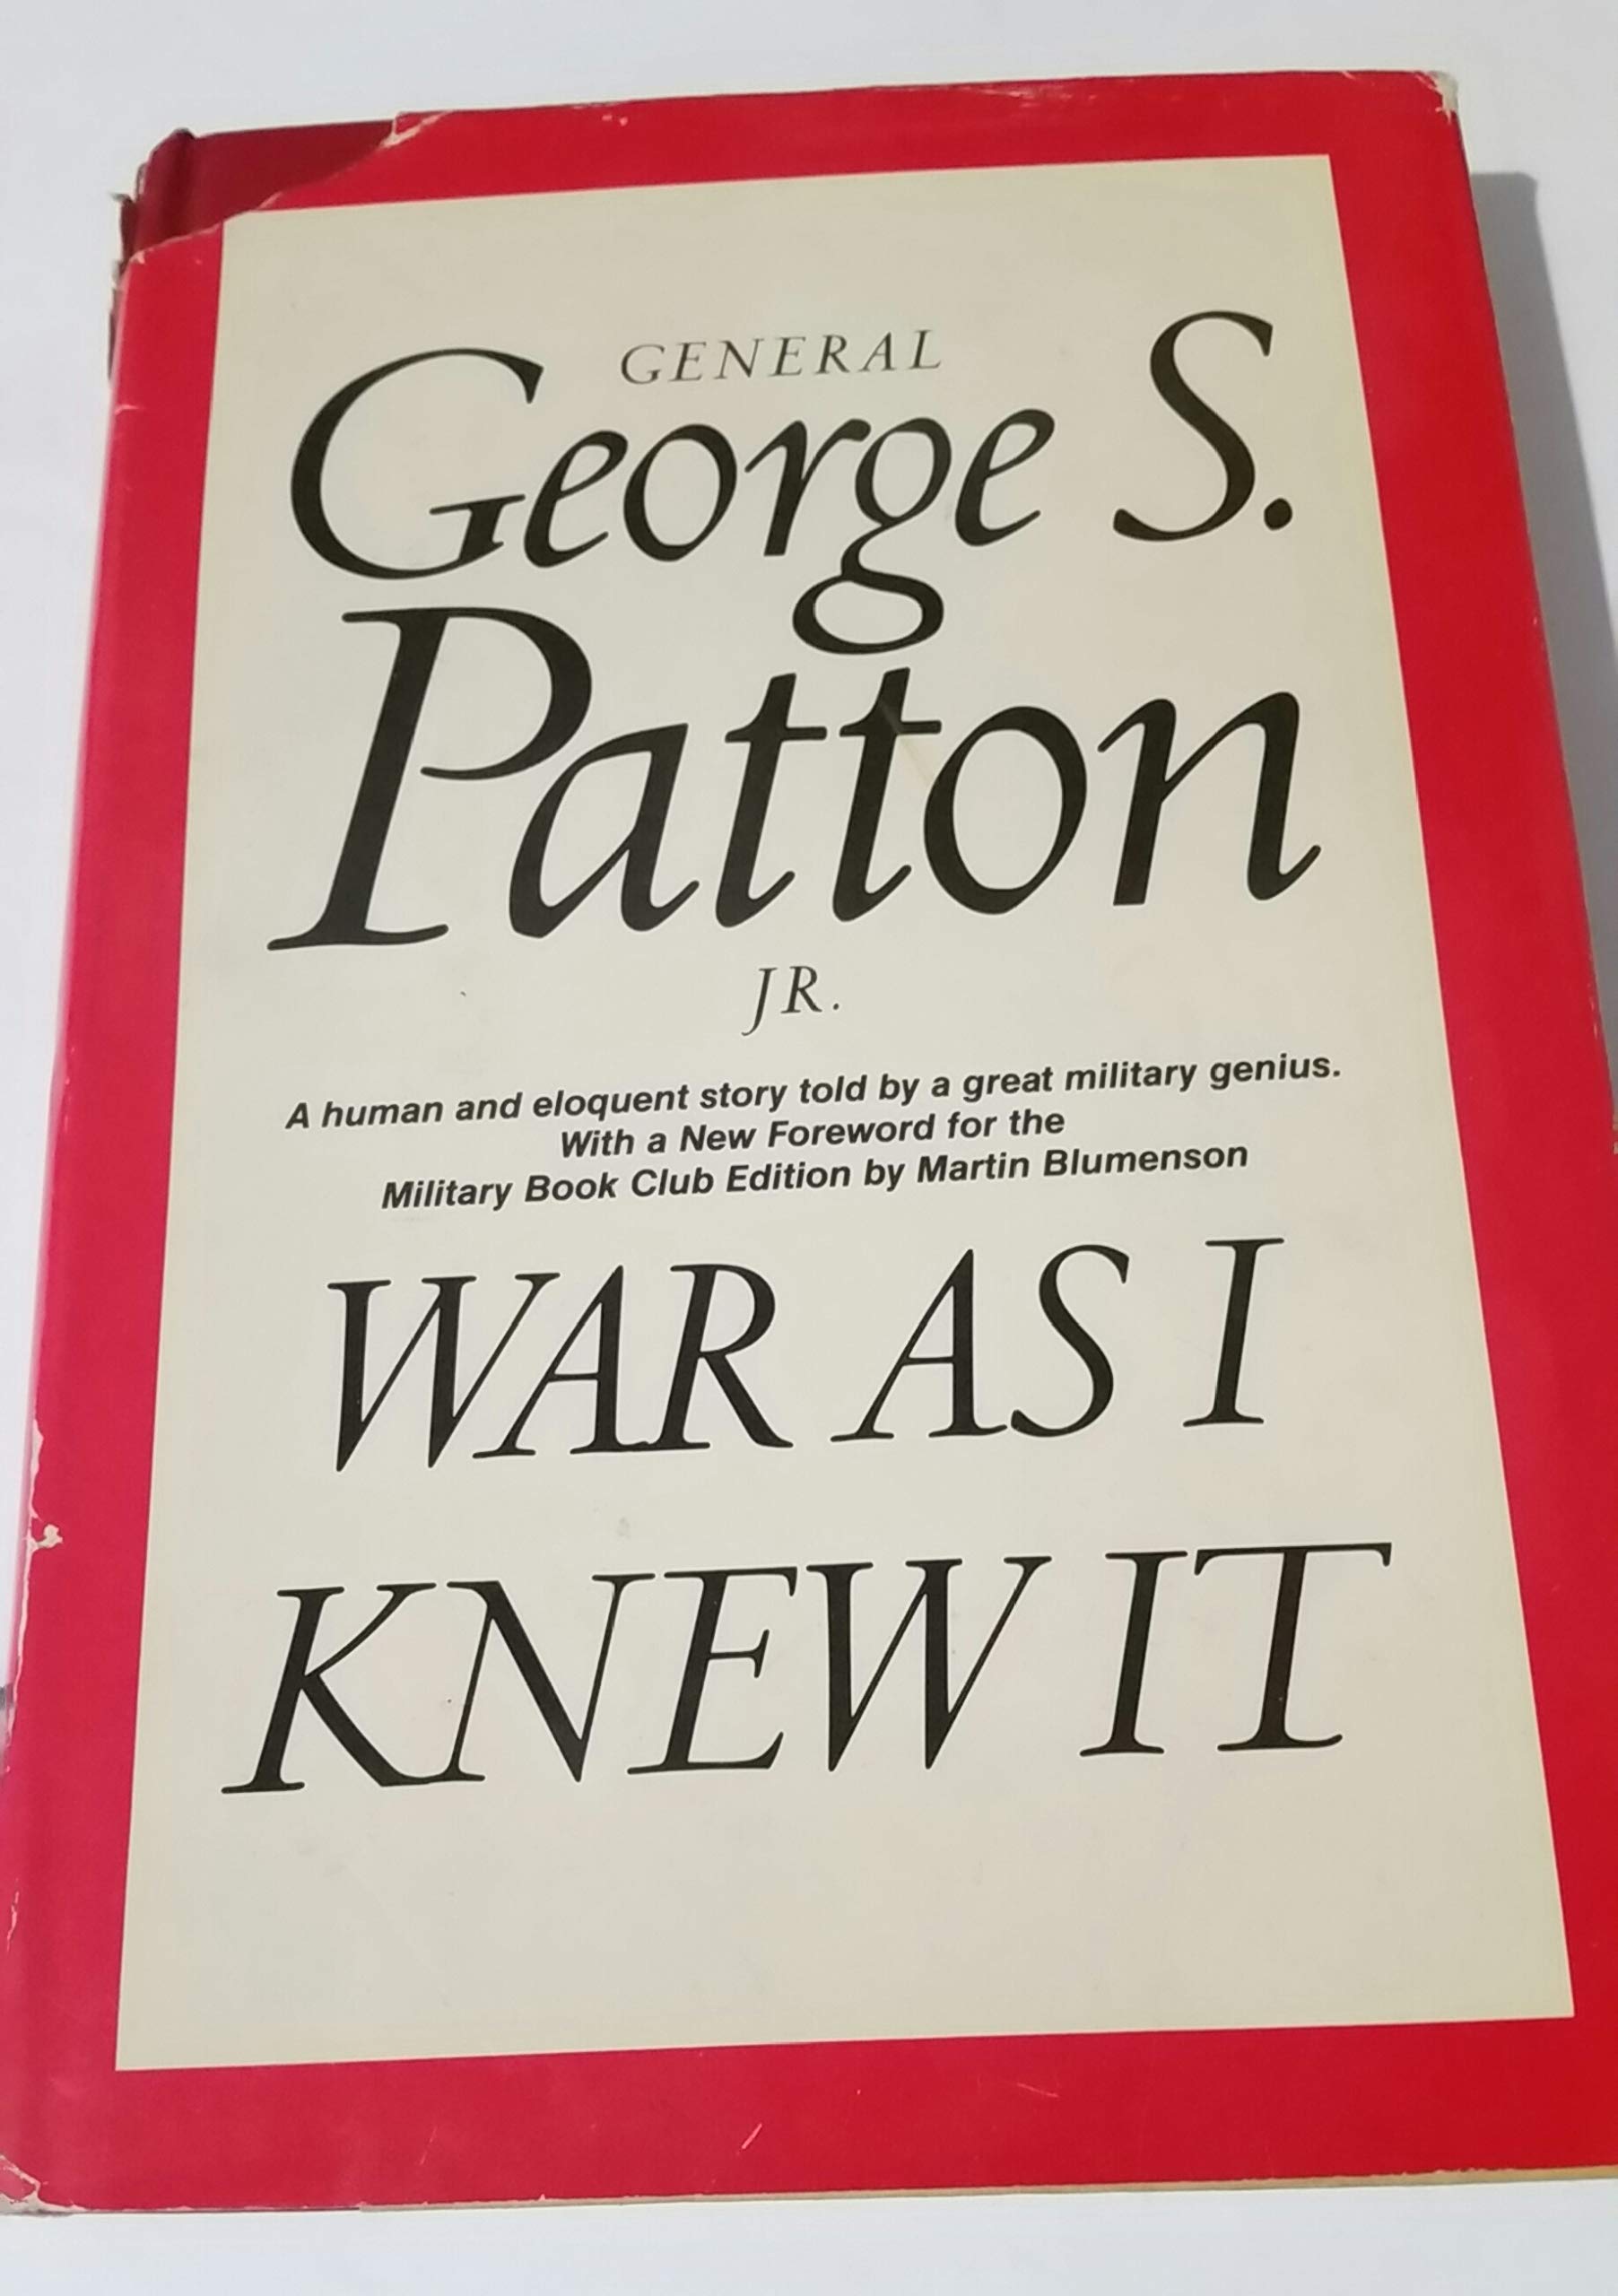 GENERAL
George S.
Patton
JR.
A human and eloquent story told by a great military genius.
With a New Foreword for the
Military Book Club Edition by Martin Blumenson
WAR AS I
KNEW IT